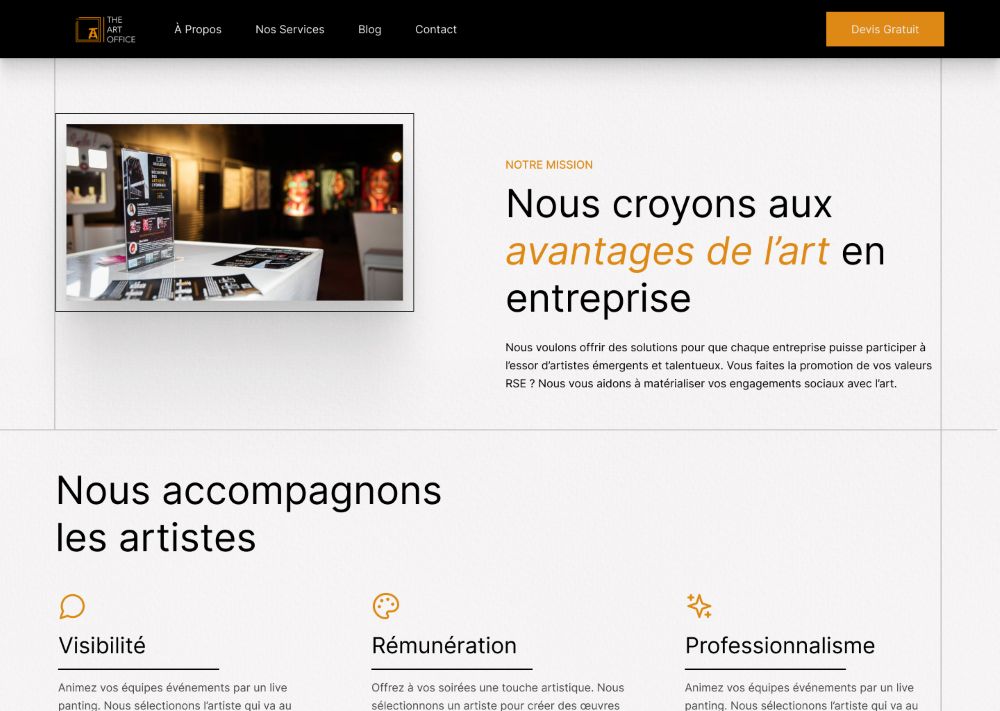 THE
ART
OFFICE
À Propos
Nos Services
Blog
Contact
Devis Gratuit
NOTRE MISSION
Nous croyons aux
avantages de l’art en
entreprise
Nous voulons offrir des solutions pour que chaque entreprise puisse participer à
l’essor d’artistes émergents et talentueux. Vous faites la promotion de vos valeurs
RSE ? Nous vous aidons à matérialiser vos engagements sociaux avec l’art.
Nous accompagnons
les artistes
Visibilité
Rémunération
Professionnalisme
Animez vos équipes événements par un live
panting. Nous sélectionons l’artiste qui va au
Offrez à vos soirées une touche artistique. Nous
sélectionnons un artiste pour créer des œuvres
Animez vos équipes événements par un live
panting. Nous sélectionons l’artiste qui va au